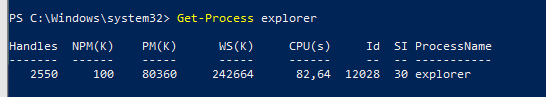 PS C:\Windows\system32> Get-Process explorer
Handles NPM(K) PM(K) WS(K) CPU(s) Id SI ProcessName
------- ------ ----- ----- ------ -- -- -----------
2550 100 80360 242664 82,64 12028 30 explorer